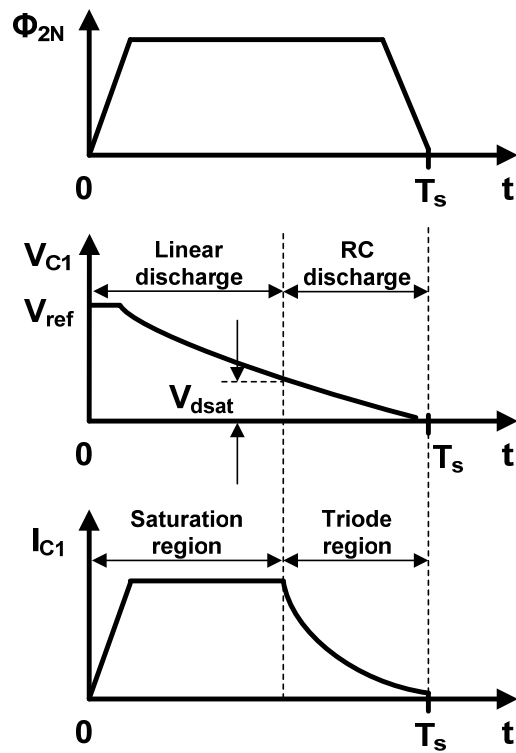 Φ2N
0
Ts
t
VC1
Linear
discharge
RC
discharge
Vref
Vdsat
0
Ts
t
IC1
Saturation
region
Triode
region
0
Ts
t